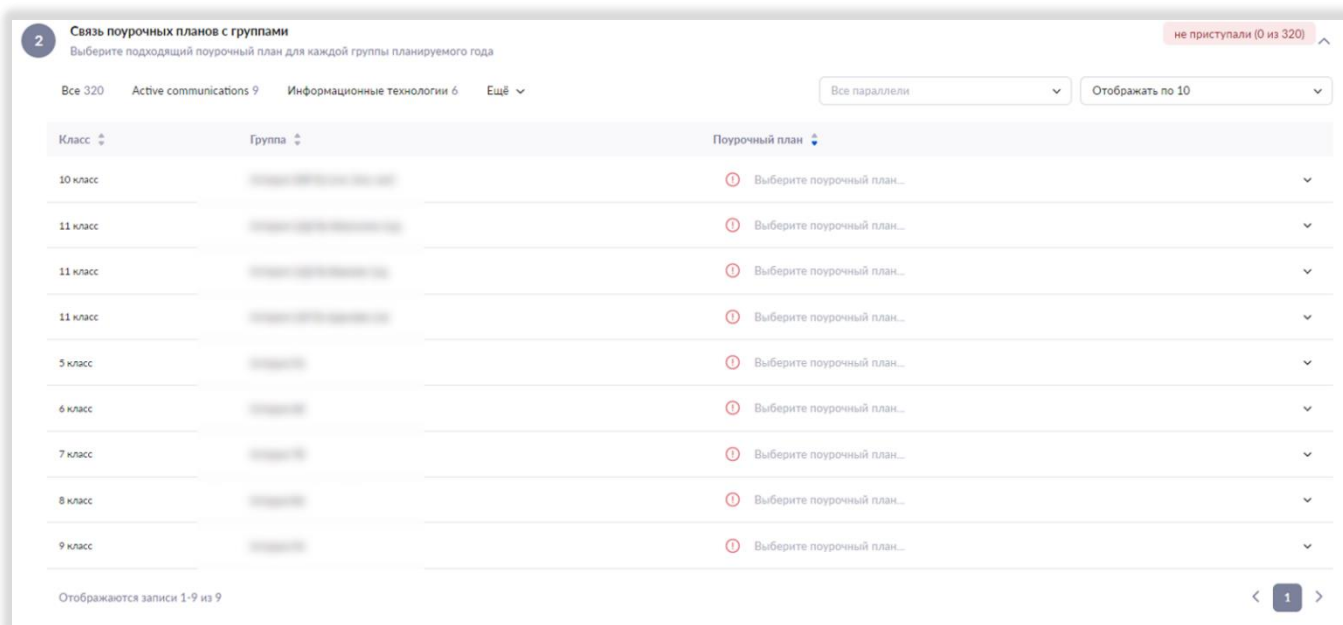 2
Связь поурочных планов с группами
не приступали (0 из 320)
Выберите подходящий поурочный план для каждой группы планируемого года
Все 320 Active communications 9 Информационные технологии 6 Ещё Все параллели Отображать по 10
Класс Группа Поурочный план
10 класс Выберите поурочный план...
11 класс Выберите поурочный план...
11 класс Выберите поурочный план...
11 класс Выберите поурочный план...
5 класс Выберите поурочный план...
6 класс Выберите поурочный план...
7 класс Выберите поурочный план...
8 класс Выберите поурочный план...
9 класс Выберите поурочный план...
Отображаются записи 1-9 из 9 1